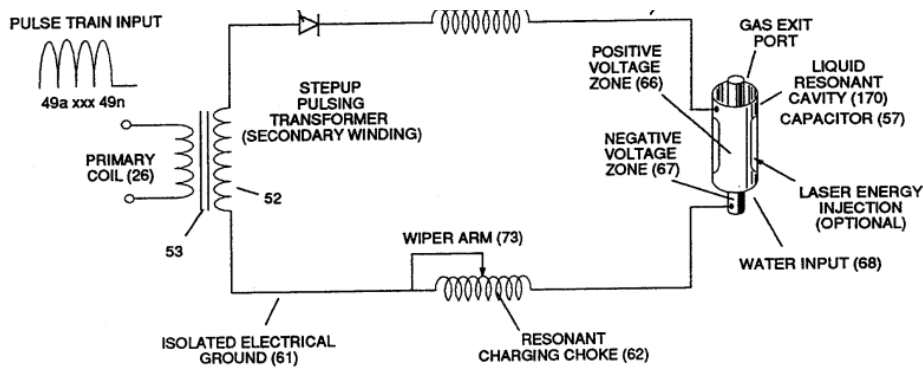 PULSE TRAIN INPUT
49a xxx 49n
STEPUP
PULSING
TRANSFORMER
(SECONDARY WINDING)
PRIMARY
COIL (26)
52
53
ISOLATED ELECTRICAL
GROUND (61)
WIPER ARM (73)
RESONANT
CHARGING CHOKE (62)
POSITIVE
VOLTAGE
ZONE (66)
NEGATIVE
VOLTAGE
ZONE (67)
GAS EXIT
PORT
LIQUID
RESONANT
CAVITY (170)
CAPACITOR (57)
LASER ENERGY
INJECTION
(OPTIONAL)
WATER INPUT (68)